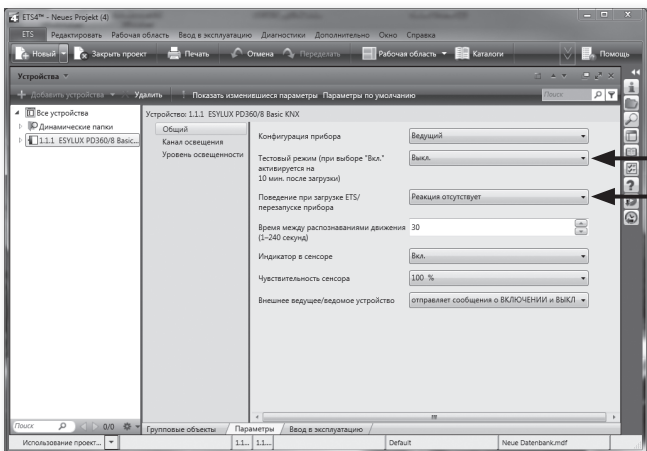 ETS4™ - Neues Projekt (4)
ETS Редактировать Рабочая область Ввод в эксплуатацию Диагностики Дополнительно Окно Справка
Новый Закрыть проект Печать Отмена Переделать Рабочая область Каталоги Помощь
Устройства
Добавить устройства Удалить Показать изменившиеся параметры Параметры по умолчанию Поиск
Все устройства
Динамические папки
1.1.1 ESYLUX PD360/8 Basic...
Устройство: 1.1.1 ESYLUX PD360/8 Basic KNX
Общий
Канал освещения
Уровень освещенности
Конфигурация прибора Ведущий
Тестовый режим (при выборе "Вкл." Выкл.
активируется на
10 мин. после загрузки)
Поведение при загрузке ETS/ Реакция отсутствует
перезапуске прибора
Время между распознаваниями движения 30
(1–240 секунд)
Индикатор в сенсоре Вкл.
Чувствительность сенсора 100 %
Внешнее ведущее/ведомое устройство отправляет сообщения о ВКЛЮЧЕНИИ и ВЫКЛ
Поиск 0/0
Групповые объекты Параметры Ввод в эксплуатацию
Использование проект... 1.1... 1.1... Default Neue Datenbank.mdf